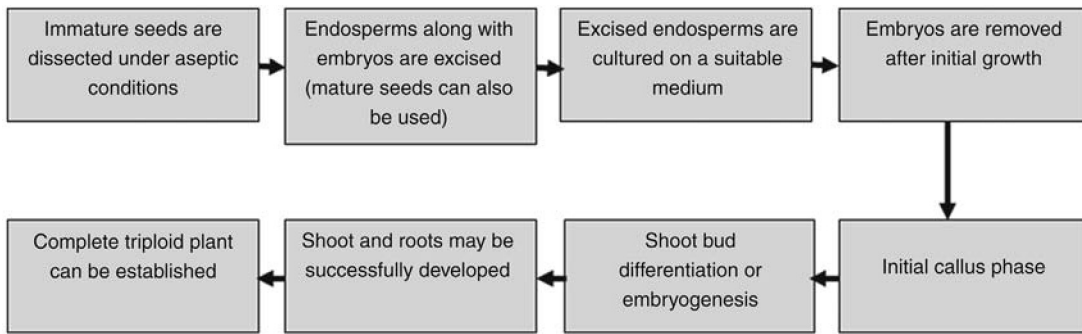 Immature seeds are
dissected under aseptic
conditions
Endosperms along with
embryos are excised
(mature seeds can also
be used)
Excised endosperms are
cultured on a suitable
medium
Embryos are removed
after initial growth
Initial callus phase
Shoot bud
differentiation or
embryogenesis
Shoot and roots may be
successfully developed
Complete triploid plant
can be established